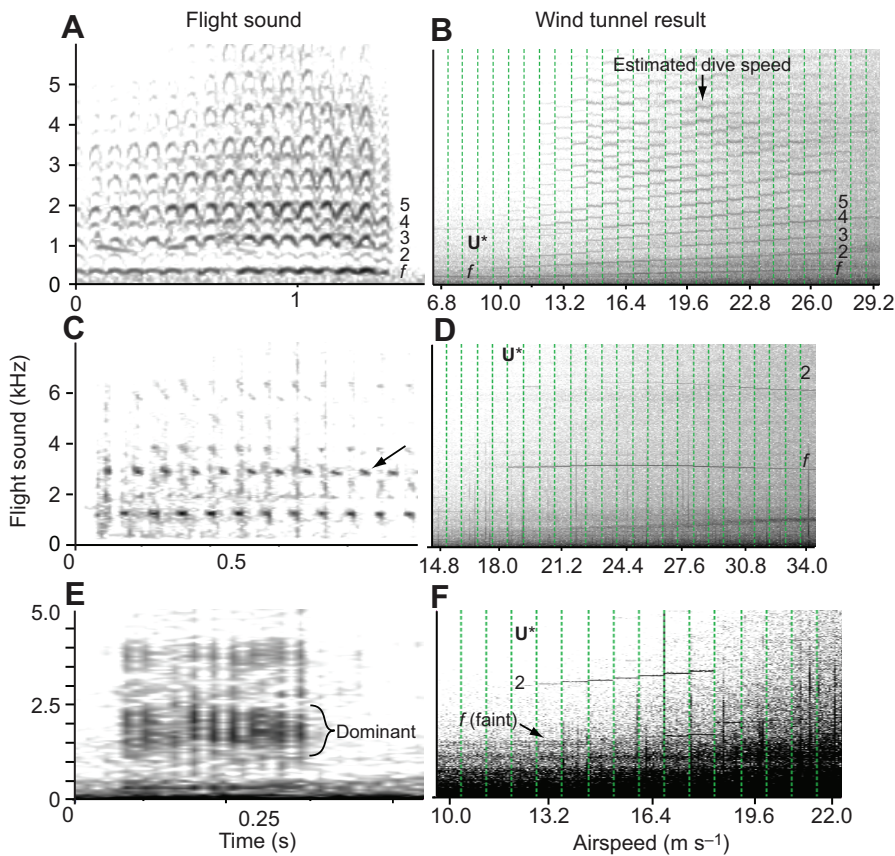 Flight sound
Wind tunnel result
A
5
4
3
2
1
0
5
4
3
2
f
0
1
B
Estimated dive speed
U*
f
5
4
3
2
f
6.8 10.0 13.2 16.4 19.6 22.8 26.0 29.2
C
Flight sound (kHz)
6
4
2
0
0
0.5
D
U*
2
f
14.8 18.0 21.2 24.4 27.6 30.8 34.0
E
5.0
2.5
0
Dominant
0
0.25
Time (s)
F
U*
2
f (faint)
10.0 13.2 16.4 19.6 22.0
Airspeed (m s–1)